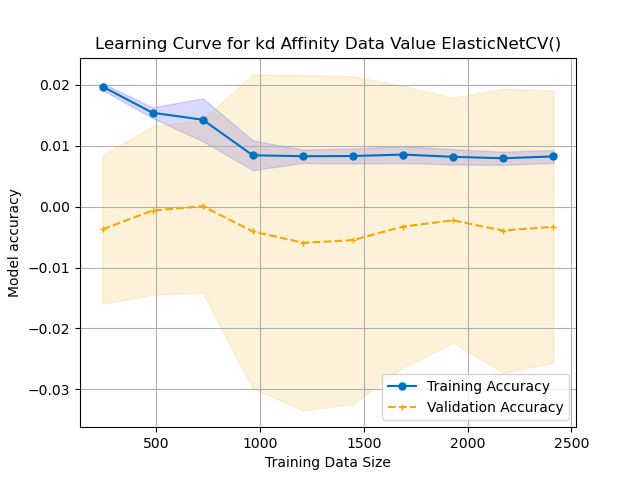 Learning Curve for kd Affinity Data Value ElasticNetCV()
0.02
0.01
0.00
−0.01
−0.02
−0.03
Model accuracy
Training Accuracy
Validation Accuracy
500
1000
1500
2000
2500
Training Data Size